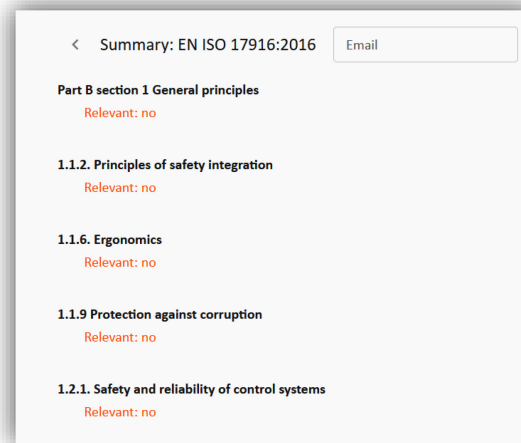 Summary: EN ISO 17916:2016
Email
Part B section 1 General principles
Relevant: no
1.1.2. Principles of safety integration
Relevant: no
1.1.6. Ergonomics
Relevant: no
1.1.9 Protection against corruption
Relevant: no
1.2.1. Safety and reliability of control systems
Relevant: no